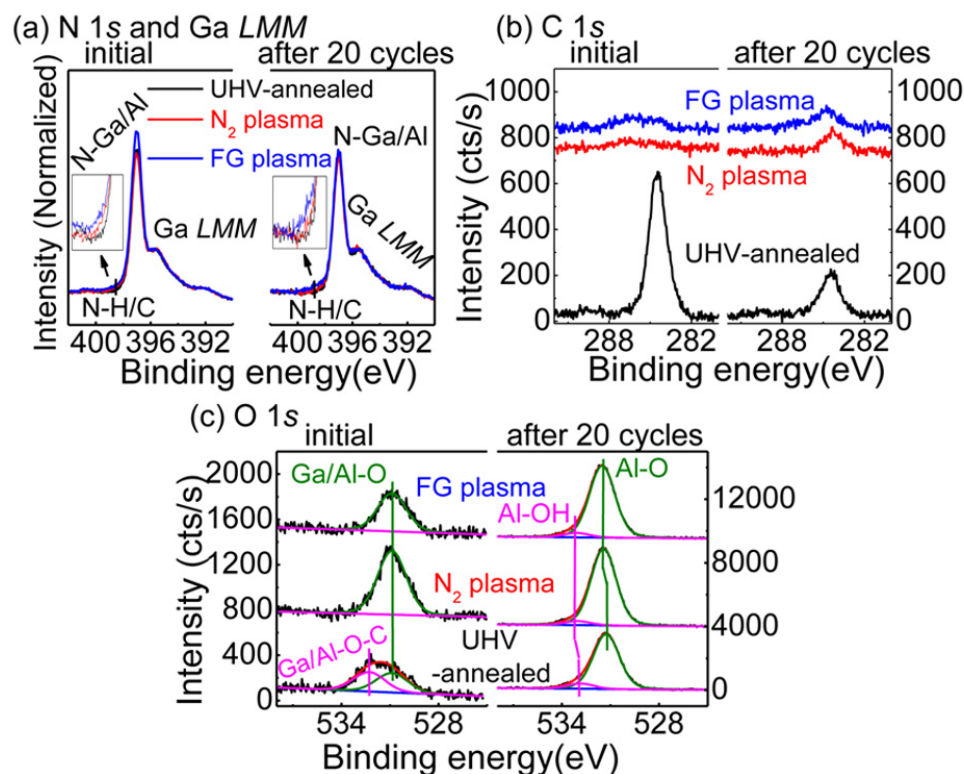 (a) N 1s and Ga LMM
initial
after 20 cycles
UHV-annealed
N2 plasma
FG plasma
N-Ga/Al
N-Ga/Al
Ga LMM
Ga LMM
N-H/C
N-H/C
Intensity (Normalized)
400 396 392 400 396 392
Binding energy(eV)
(b) C 1s
initial
after 20 cycles
1000 1000
800 800
600 600
400 400
200 200
0 0
FG plasma
N2 plasma
UHV-annealed
Intensity (cts/s)
288 282 288 282
Binding energy(eV)
(c) O 1s
initial
after 20 cycles
2000
1600
1200
800
400
0
12000
8000
4000
0
Ga/Al-O
FG plasma
Al-O
Al-OH
N2 plasma
Ga/Al-O-C
UHV
-annealed
Intensity (cts/s)
534 528 534 528
Binding energy(eV)